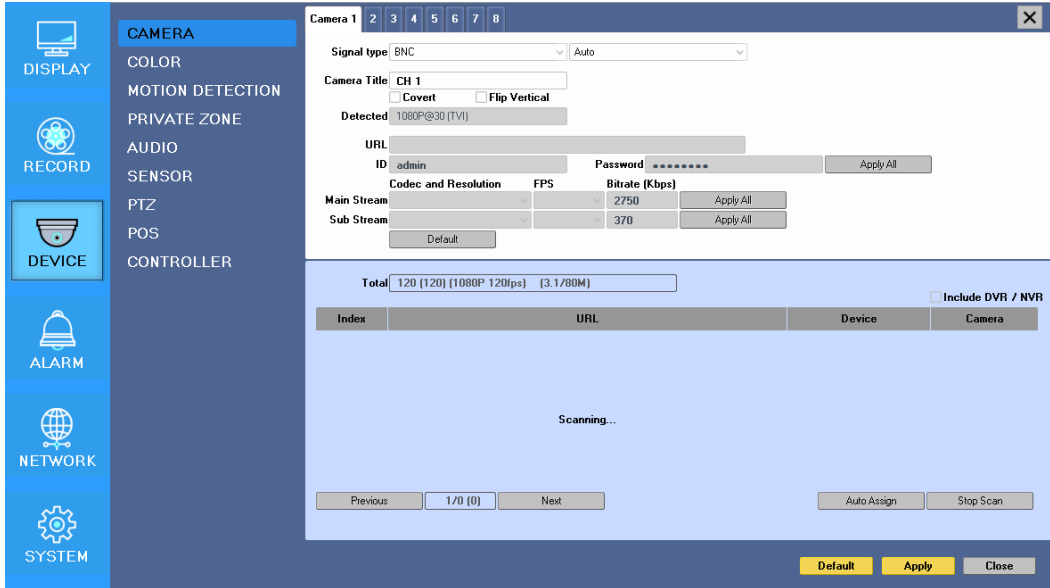 DISPLAY
RECORD
DEVICE
ALARM
NETWORK
SYSTEM
CAMERA
COLOR
MOTION DETECTION
PRIVATE ZONE
AUDIO
SENSOR
PTZ
POS
CONTROLLER
Camera 1 2 3 4 5 6 7 8
Signal type BNC Auto
Camera Title CH 1
Covert Flip Vertical
Detected 1080P@30 (TVI)
URL
ID admin Password •••••••• Apply All
Codec and Resolution FPS Bitrate (Kbps)
Main Stream 2750 Apply All
Sub Stream 370 Apply All
Default
Total 120 (120) (1080P 120fps) (3.1/80M)
Include DVR / NVR
Index URL Device Camera
Scanning...
Previous 1/0 (0) Next Auto Assign Stop Scan
Default Apply Close